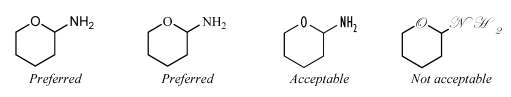 O NH₂ O NH₂ O NH₂ O NH₂
Preferred Preferred Acceptable Not acceptable